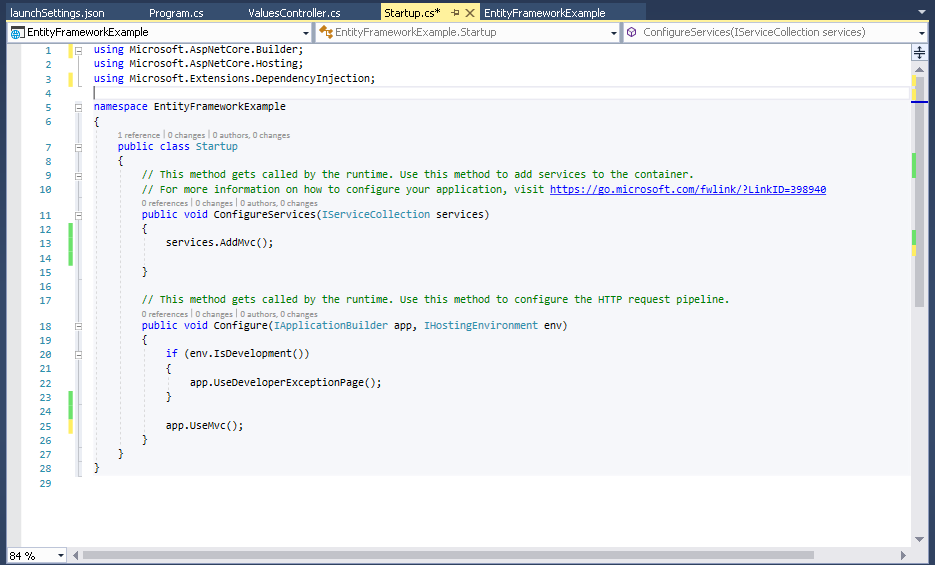 launchSettings.json Program.cs ValuesController.cs Startup.cs* EntityFrameworkExample
EntityFrameworkExample EntityFrameworkExample.Startup ConfigureServices(IServiceCollection services)
1 using Microsoft.AspNetCore.Builder;
2 using Microsoft.AspNetCore.Hosting;
3 using Microsoft.Extensions.DependencyInjection;
4
5 namespace EntityFrameworkExample
6 {
1 reference | 0 changes | 0 authors, 0 changes
7 public class Startup
8 {
9 // This method gets called by the runtime. Use this method to add services to the container.
10 // For more information on how to configure your application, visit https://go.microsoft.com/fwlink/?LinkID=398940
0 references | 0 changes | 0 authors, 0 changes
11 public void ConfigureServices(IServiceCollection services)
12 {
13 services.AddMvc();
14
15 }
16
17 // This method gets called by the runtime. Use this method to configure the HTTP request pipeline.
0 references | 0 changes | 0 authors, 0 changes
18 public void Configure(IApplicationBuilder app, IHostingEnvironment env)
19 {
20 if (env.IsDevelopment())
21 {
22 app.UseDeveloperExceptionPage();
23 }
24
25 app.UseMvc();
26 }
27 }
28 }
29
84 %